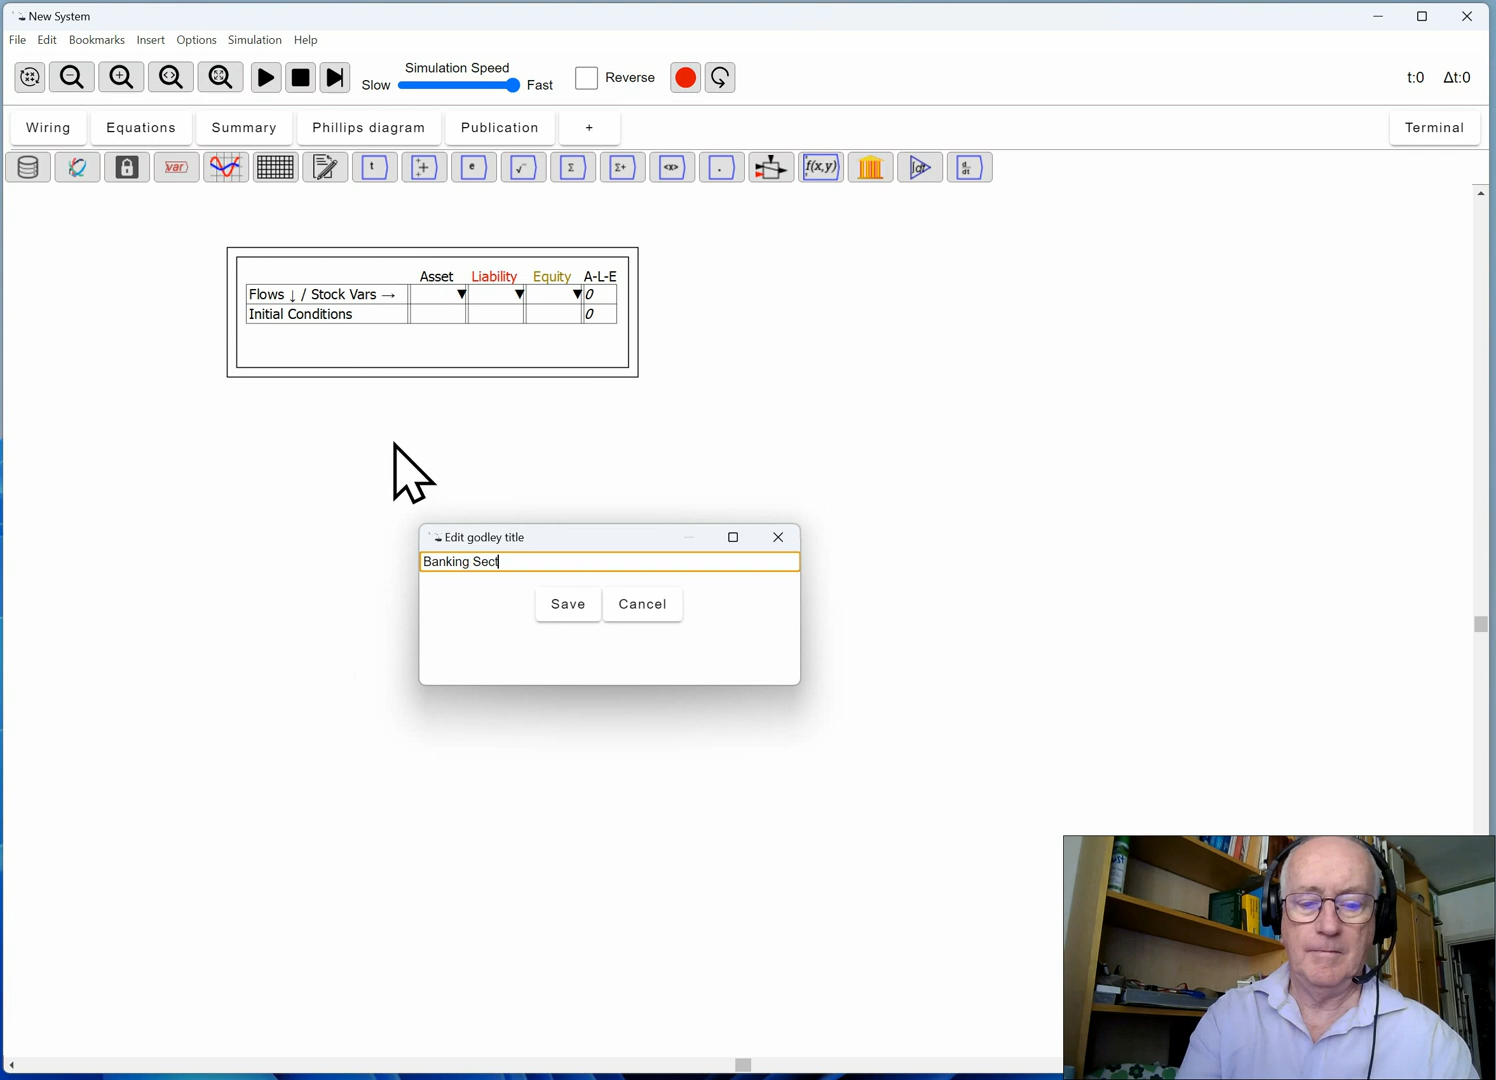 New System
File Edit Bookmarks Insert Options Simulation Help
Simulation Speed
Slow Fast Reverse t:0 Δt:0
Wiring Equations Summary Phillips diagram Publication + Terminal
var t e √ Σ Σ+ <x> . f(x,y) ∫dt d/dt
Asset Liability Equity A-L-E
Flows ↓ / Stock Vars → ▼ ▼ ▼ 0
Initial Conditions 0
Edit godley title
Banking Sect
Save Cancel